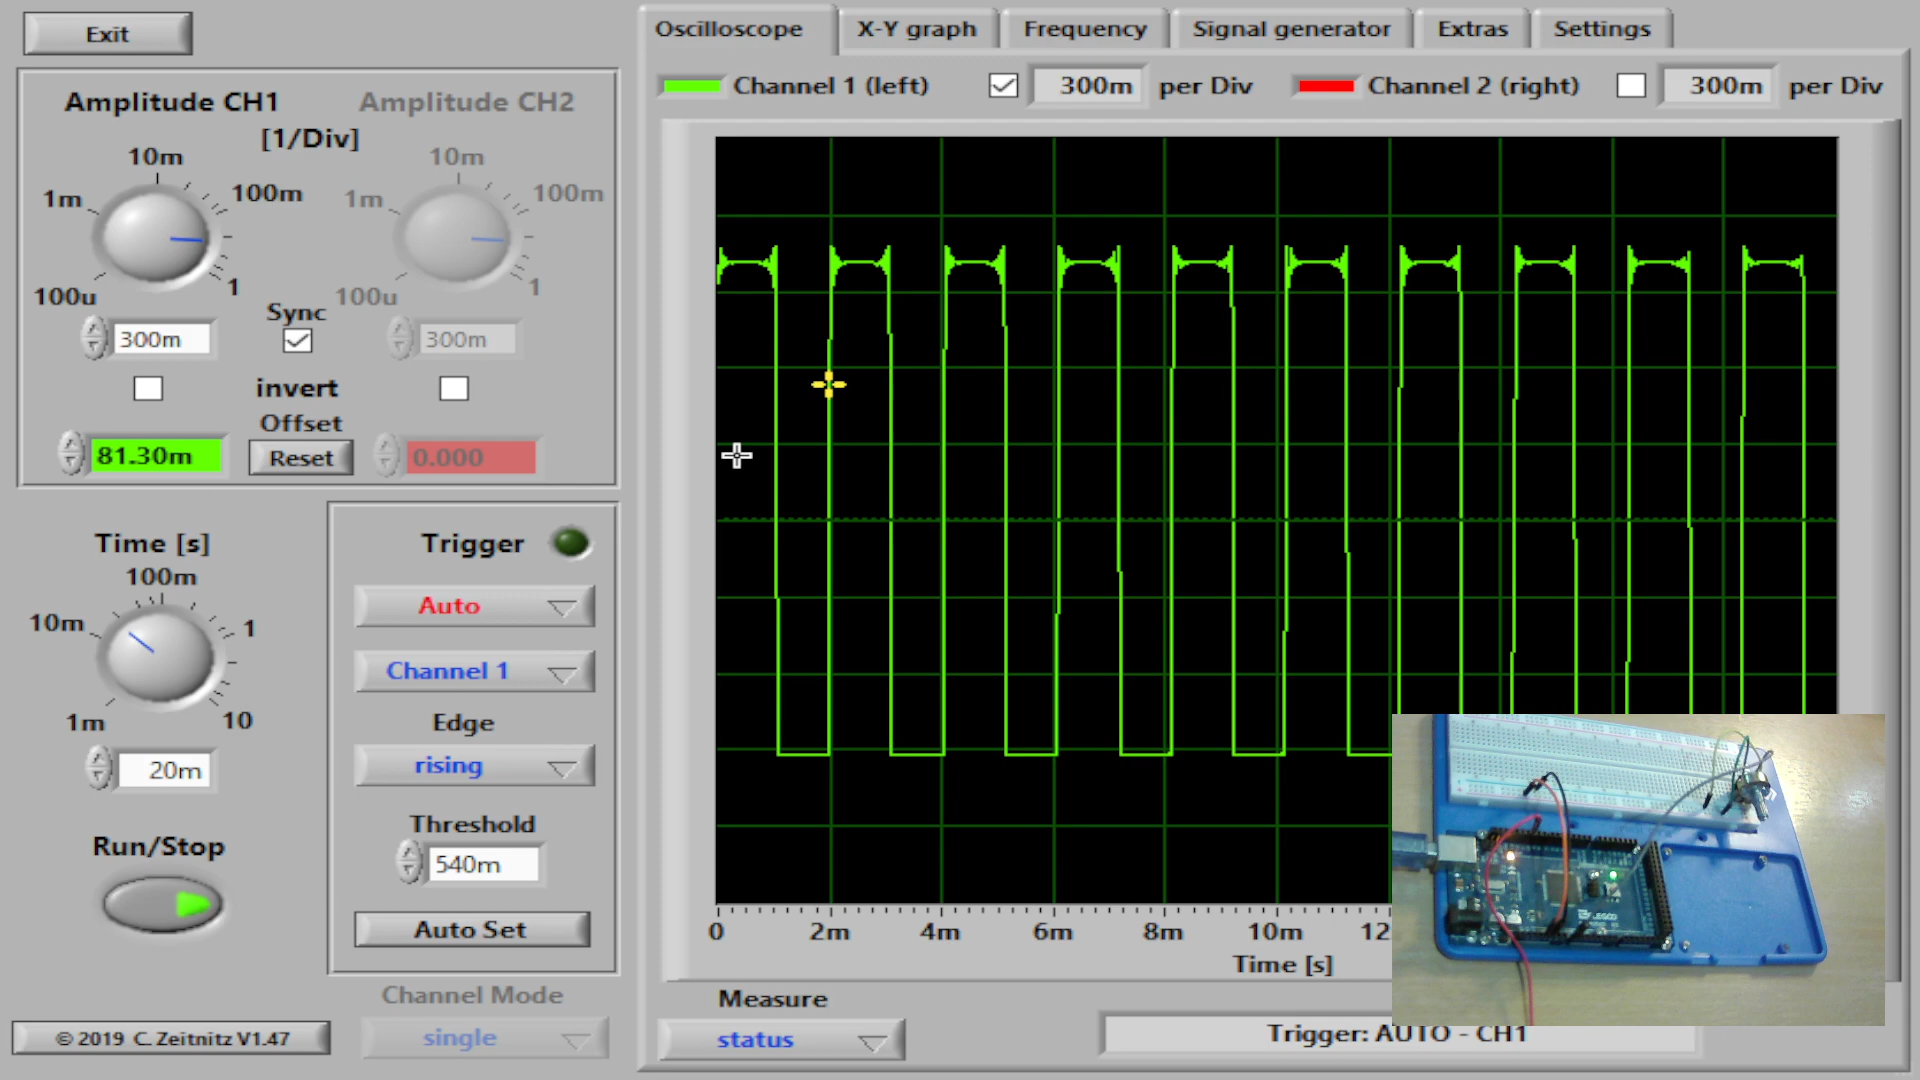 Exit
Amplitude CH1
Amplitude CH2
[1/Div]
10m
1m
100m
100u
1
10m
1m
100m
100u
1
Sync
300m
300m
invert
Offset
81.30m
Reset
0.000
Time [s]
100m
10m
1
1m
10
20m
Run/Stop
Trigger
Auto
Channel 1
Edge
rising
Threshold
540m
Auto Set
Channel Mode
single
© 2019 C. Zeitnitz V1.47
Oscilloscope
X-Y graph
Frequency
Signal generator
Extras
Settings
Channel 1 (left)
300m
per Div
Channel 2 (right)
300m
per Div
0
2m
4m
6m
8m
10m
12
Time [s]
Measure
status
Trigger: AUTO - CH1